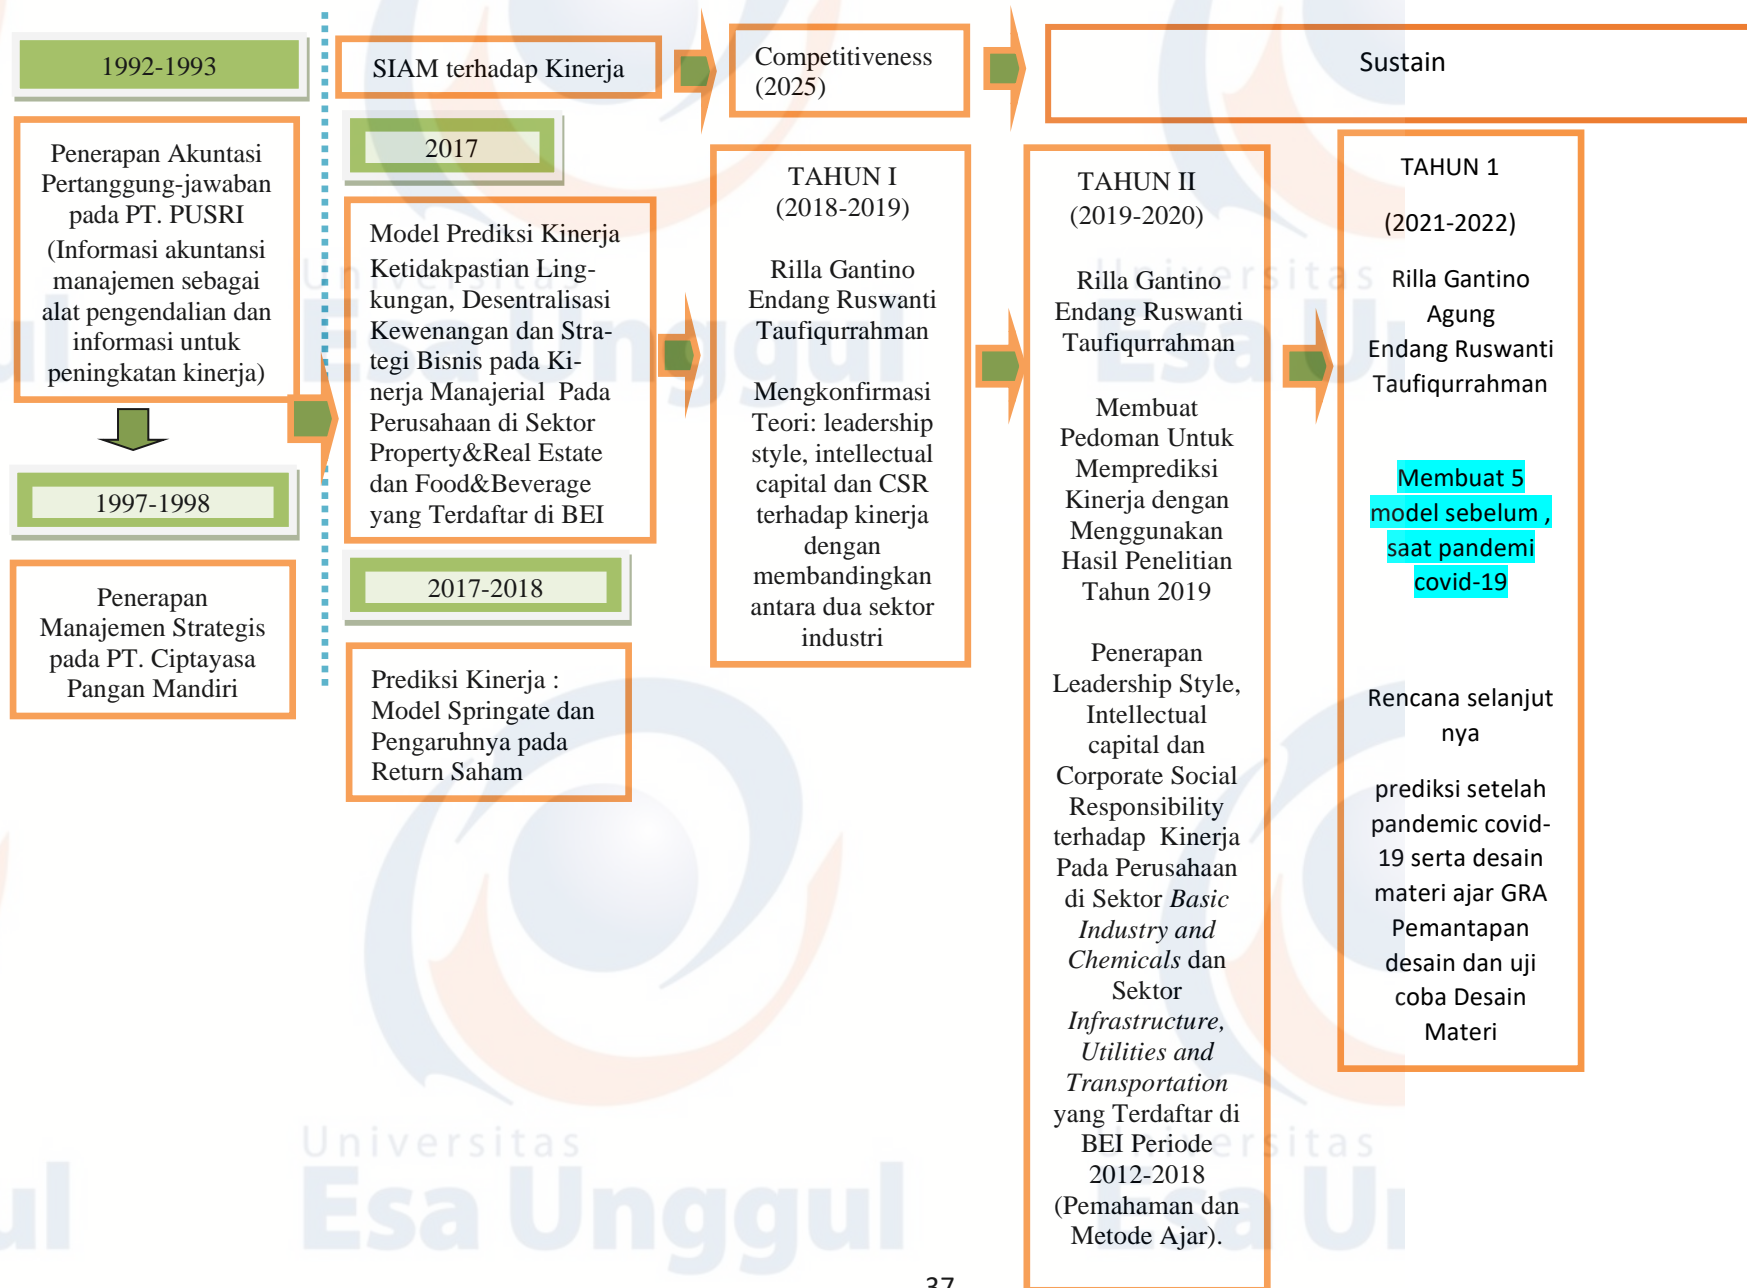 1992-1993
Penerapan Akuntasi
Pertanggung-jawaban
pada PT. PUSRI
(Informasi akuntansi
manajemen sebagai
alat pengendalian dan
informasi untuk
peningkatan kinerja)
1997-1998
Penerapan
Manajemen Strategis
pada PT. Ciptayasa
Pangan Mandiri
SIAM terhadap Kinerja
2017
Model Prediksi Kinerja
Ketidakpastian Ling-
kungan, Desentralisasi
Kewenangan dan Stra-
tegi Bisnis pada Ki-
nerja Manajerial Pada
Perusahaan di Sektor
Property&Real Estate
dan Food&Beverage
yang Terdaftar di BEI
2017-2018
Prediksi Kinerja :
Model Springate dan
Pengaruhnya pada
Return Saham
Competitiveness
(2025)
TAHUN I
(2018-2019)
Rilla Gantino
Endang Ruswanti
Taufiqurrahman
Mengkonfirmasi
Teori: leadership
style, intellectual
capital dan CSR
terhadap kinerja
dengan
membandingkan
antara dua sektor
industri
Sustain
TAHUN II
(2019-2020)
Rilla Gantino
Endang Ruswanti
Taufiqurrahman
Membuat
Pedoman Untuk
Memprediksi
Kinerja dengan
Menggunakan
Hasil Penelitian
Tahun 2019
Penerapan
Leadership Style,
Intellectual
capital dan
Corporate Social
Responsibility
terhadap Kinerja
Pada Perusahaan
di Sektor Basic
Industry and
Chemicals dan
Sektor
Infrastructure,
Utilities and
Transportation
yang Terdaftar di
BEI Periode
2012-2018
(Pemahaman dan
Metode Ajar).
TAHUN 1
(2021-2022)
Rilla Gantino
Agung
Endang Ruswanti
Taufiqurrahman
Membuat 5
model sebelum ,
saat pandemi
covid-19
Rencana selanjut
nya
prediksi setelah
pandemic covid-
19 serta desain
materi ajar GRA
Pemantapan
desain dan uji
coba Desain
Materi
Universitas
Esa Unggul
Universitas
Esa U
Universitas
Esa Unggul
Universitas
Esa U
ul
ul
37